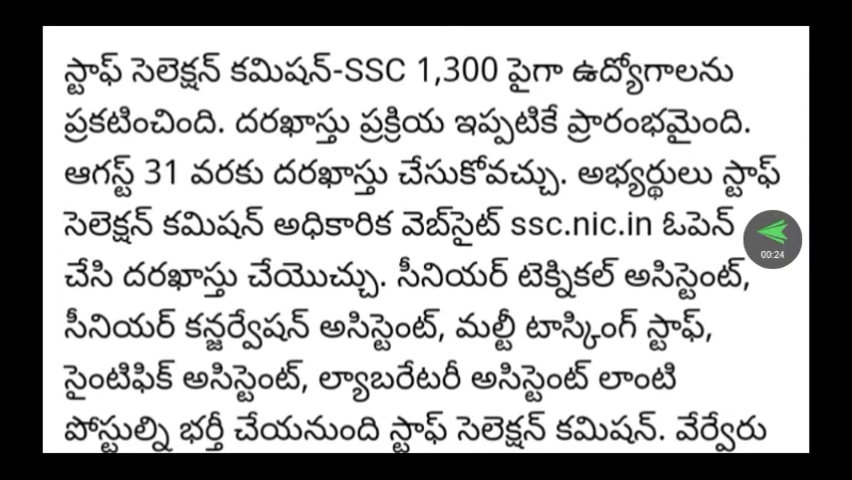 స్టాఫ్ సెలెక్షన్ కమిషన్-SSC 1,300 పైగా ఉద్యోగాలను
ప్రకటించింది. దరఖాస్తు ప్రక్రియ ఇప్పటికే ప్రారంభమైంది.
ఆగస్ట్ 31 వరకు దరఖాస్తు చేసుకోవచ్చు. అభ్యర్థులు స్టాఫ్
సెలెక్షన్ కమిషన్ అధికారిక వెబ్‌సైట్ ssc.nic.in ఓపెన్
00:24
చేసి దరఖాస్తు చేయొచ్చు. సీనియర్ టెక్నికల్ అసిస్టెంట్,
సీనియర్ కన్జర్వేషన్ అసిస్టెంట్, మల్టీ టాస్కింగ్ స్టాఫ్,
సైంటిఫిక్ అసిస్టెంట్, ల్యాబరేటరీ అసిస్టెంట్ లాంటి
పోస్టుల్ని భర్తీ చేయనుంది స్టాఫ్ సెలెక్షన్ కమిషన్. వేర్వేరు